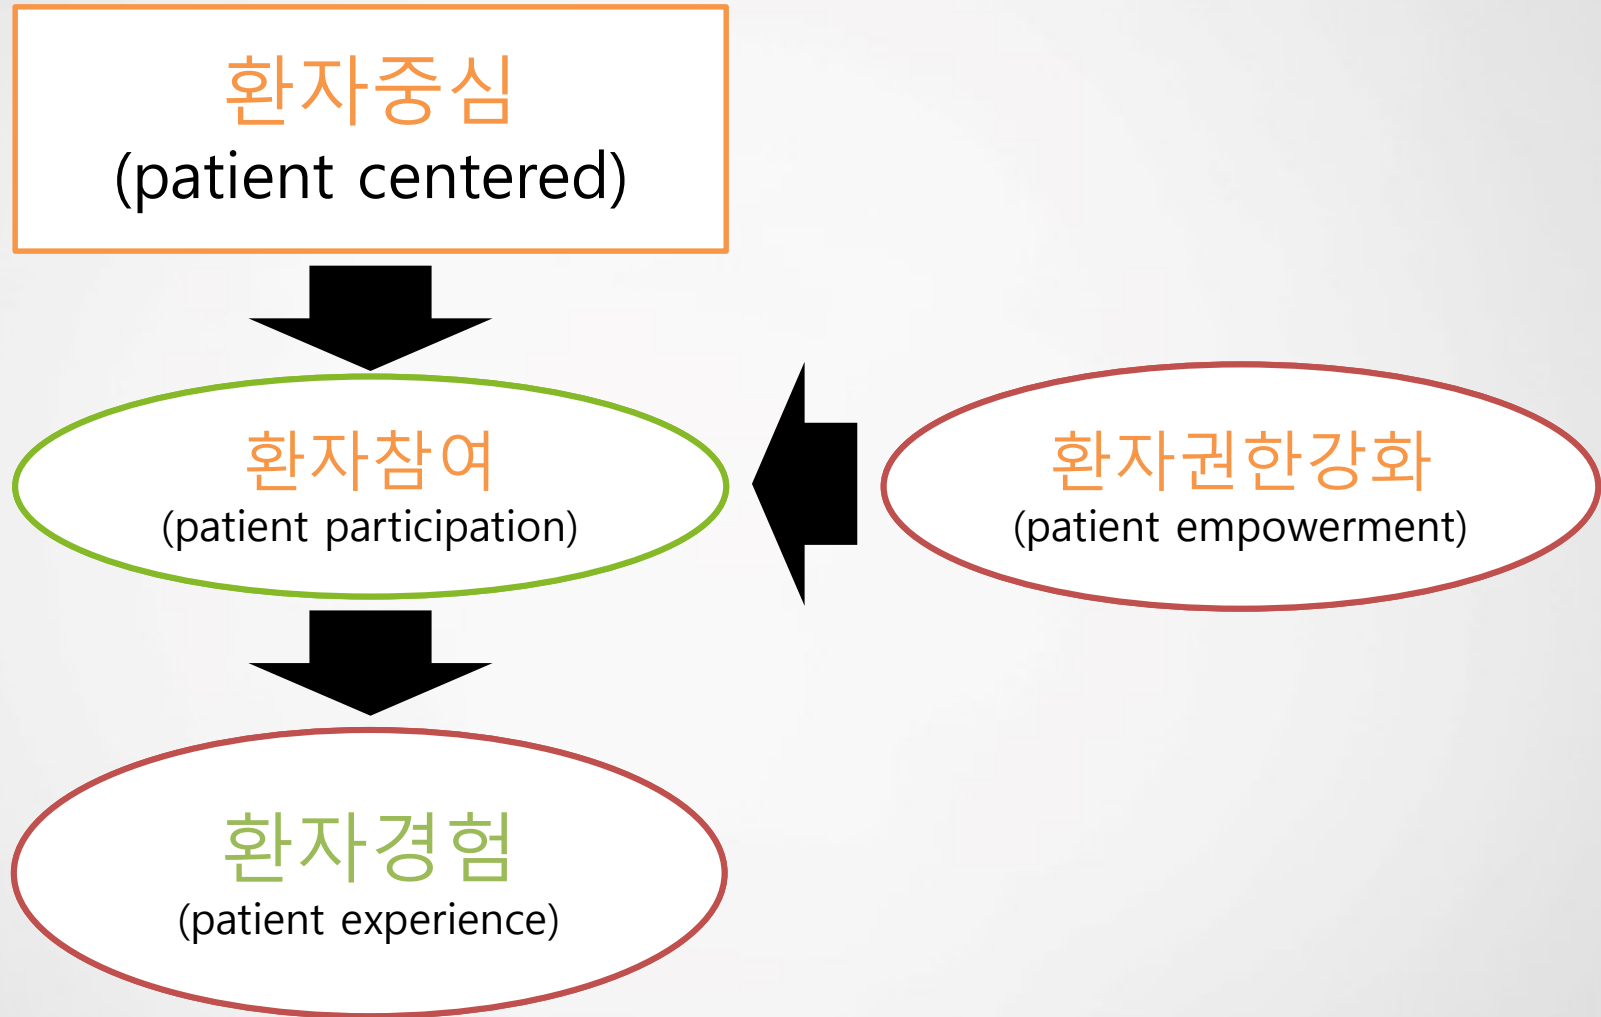 환자중심
(patient centered)
환자참여
(patient participation)
환자권한강화
(patient empowerment)
환자경험
(patient experience)